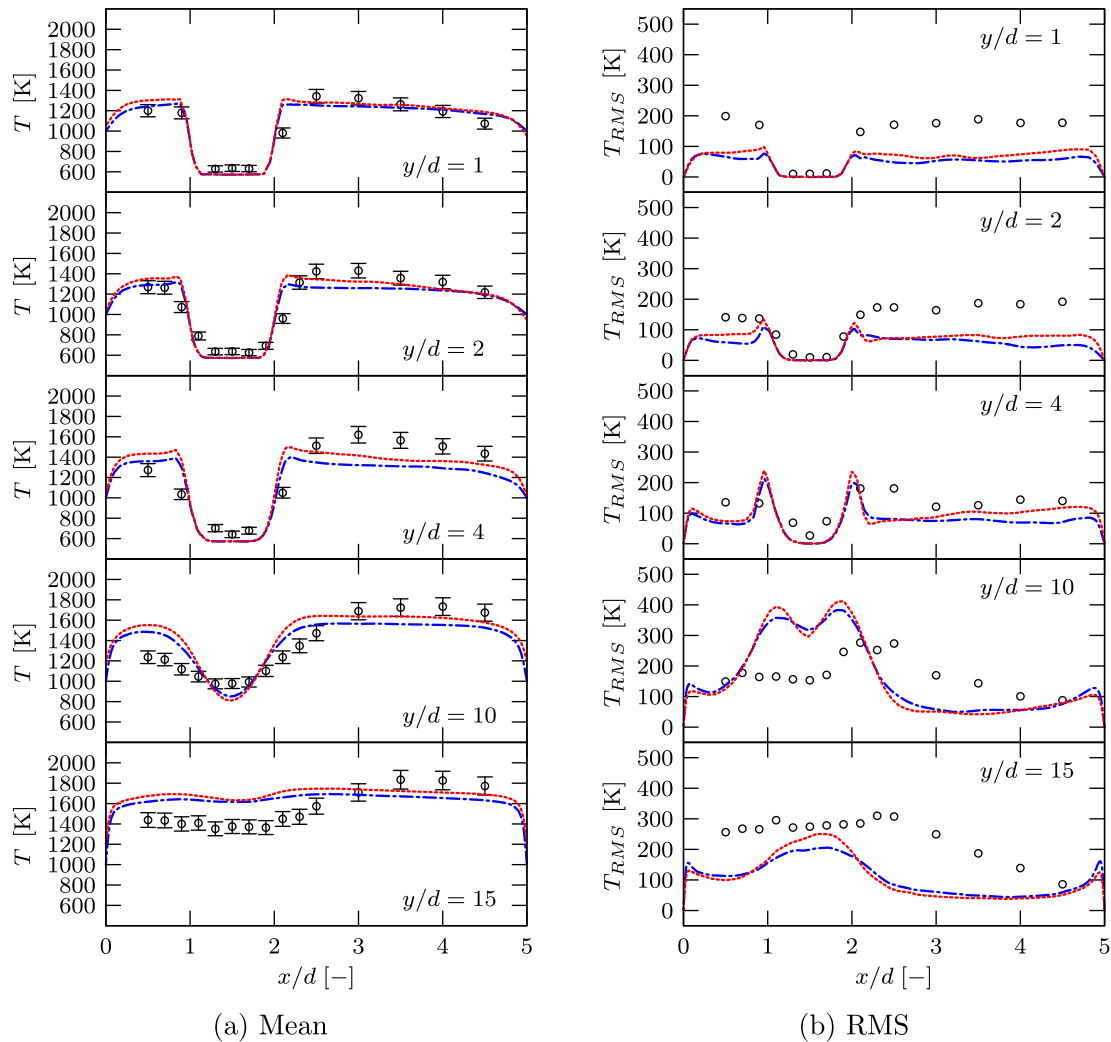 2000
1800
1600
1400
1200
1000
800
600
T [K]
y/d = 1
2000
1800
1600
1400
1200
1000
800
600
T [K]
y/d = 2
2000
1800
1600
1400
1200
1000
800
600
T [K]
y/d = 4
2000
1800
1600
1400
1200
1000
800
600
T [K]
y/d = 10
2000
1800
1600
1400
1200
1000
800
600
T [K]
y/d = 15
0 1 2 3 4 5
x/d [−]
(a) Mean
500
400
300
200
100
0
T_RMS [K]
y/d = 1
500
400
300
200
100
0
T_RMS [K]
y/d = 2
500
400
300
200
100
0
T_RMS [K]
y/d = 4
500
400
300
200
100
0
T_RMS [K]
y/d = 10
500
400
300
200
100
0
T_RMS [K]
y/d = 15
0 1 2 3 4 5
x/d [−]
(b) RMS